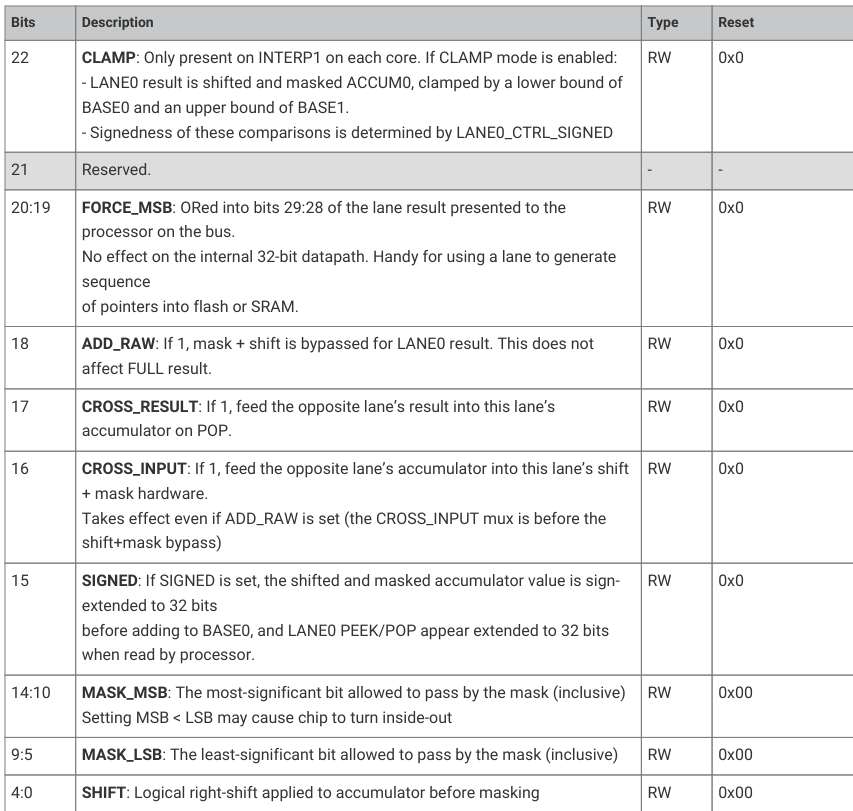 Bits Description Type Reset
22 CLAMP: Only present on INTERP1 on each core. If CLAMP mode is enabled: RW 0x0
- LANE0 result is shifted and masked ACCUM0, clamped by a lower bound of
BASE0 and an upper bound of BASE1.
- Signedness of these comparisons is determined by LANE0_CTRL_SIGNED
21 Reserved. - -
20:19 FORCE_MSB: ORed into bits 29:28 of the lane result presented to the RW 0x0
processor on the bus.
No effect on the internal 32-bit datapath. Handy for using a lane to generate
sequence
of pointers into flash or SRAM.
18 ADD_RAW: If 1, mask + shift is bypassed for LANE0 result. This does not RW 0x0
affect FULL result.
17 CROSS_RESULT: If 1, feed the opposite lane’s result into this lane’s RW 0x0
accumulator on POP.
16 CROSS_INPUT: If 1, feed the opposite lane’s accumulator into this lane’s shift RW 0x0
+ mask hardware.
Takes effect even if ADD_RAW is set (the CROSS_INPUT mux is before the
shift+mask bypass)
15 SIGNED: If SIGNED is set, the shifted and masked accumulator value is sign- RW 0x0
extended to 32 bits
before adding to BASE0, and LANE0 PEEK/POP appear extended to 32 bits
when read by processor.
14:10 MASK_MSB: The most-significant bit allowed to pass by the mask (inclusive) RW 0x00
Setting MSB < LSB may cause chip to turn inside-out
9:5 MASK_LSB: The least-significant bit allowed to pass by the mask (inclusive) RW 0x00
4:0 SHIFT: Logical right-shift applied to accumulator before masking RW 0x00